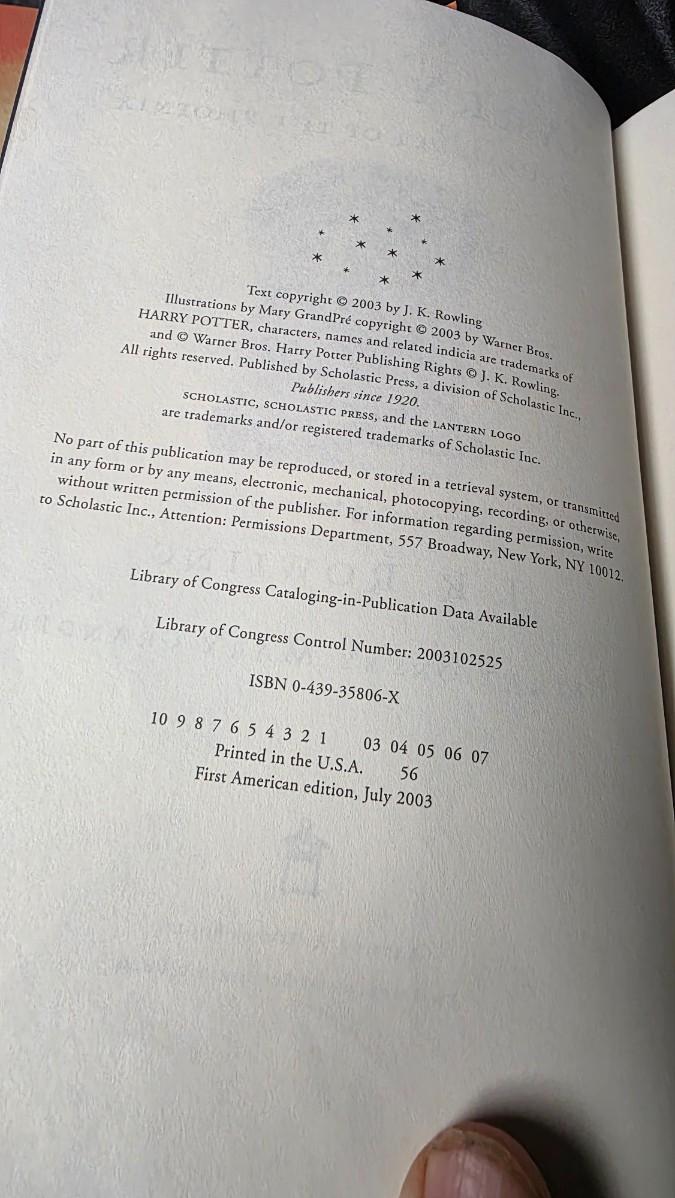 Text copyright © 2003 by J. K. Rowling
Illustrations by Mary GrandPré copyright © 2003 by Warner Bros.
HARRY POTTER, characters, names and related indicia are trademarks of
and © Warner Bros. Harry Potter Publishing Rights © J. K. Rowling.
All rights reserved. Published by Scholastic Press, a division of Scholastic Inc.,
Publishers since 1920.
SCHOLASTIC, SCHOLASTIC PRESS, and the LANTERN LOGO
are trademarks and/or registered trademarks of Scholastic Inc.
No part of this publication may be reproduced, or stored in a retrieval system, or transmitted
in any form or by any means, electronic, mechanical, photocopying, recording, or otherwise,
without written permission of the publisher. For information regarding permission, write
to Scholastic Inc., Attention: Permissions Department, 557 Broadway, New York, NY 10012.
Library of Congress Cataloging-in-Publication Data Available
Library of Congress Control Number: 2003102525
ISBN 0-439-35806-X
10 9 8 7 6 5 4 3 2 1 03 04 05 06 07
Printed in the U.S.A. 56
First American edition, July 2003